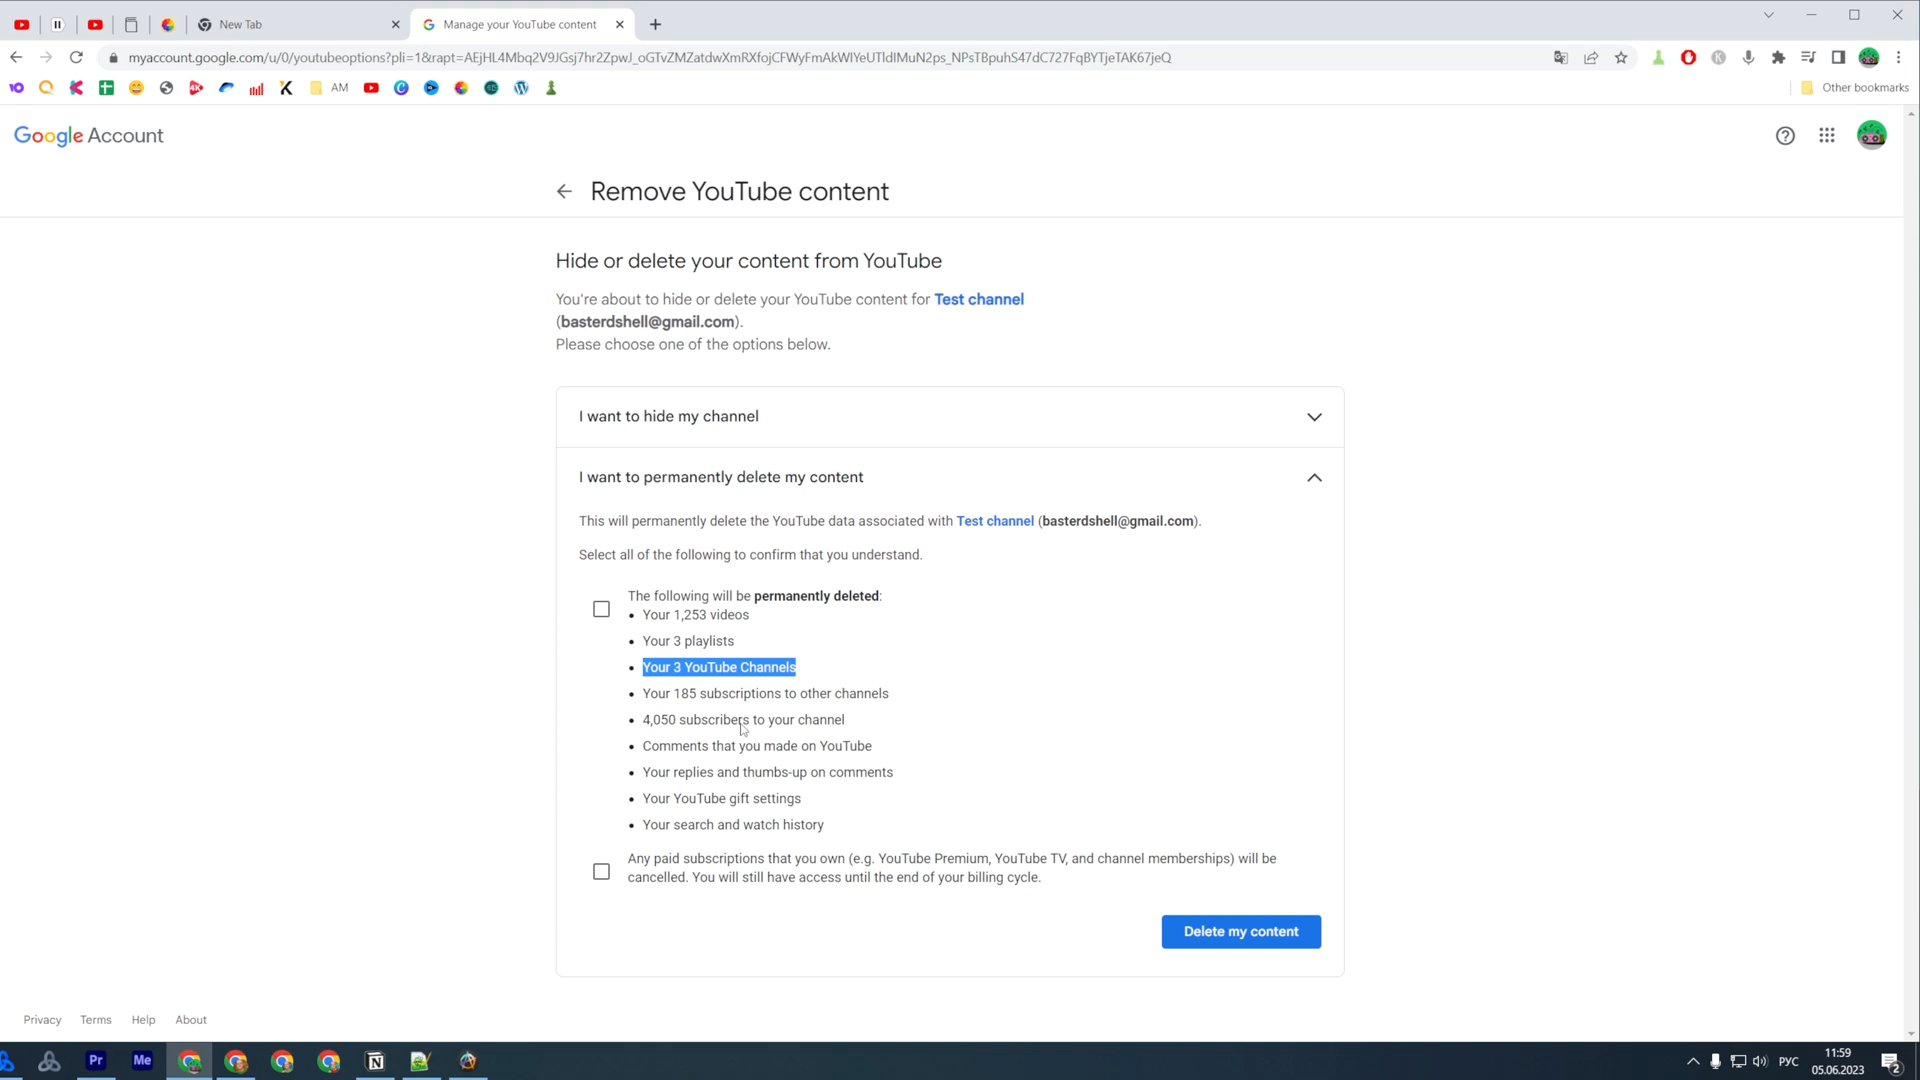 New Tab
Manage your YouTube content
myaccount.google.com/u/0/youtubeoptions?pli=1&rapt=AEjHL4Mbq2V9JGsj7hr2ZpwJ_oGTvZMZatdwXmRXfojCFWyFmAkWIYeUTldIMuN2ps_NPsTBpuhS47dC727FqBYTjeTAK67jeQ
AM
Other bookmarks
Google Account
Remove YouTube content
Hide or delete your content from YouTube
You're about to hide or delete your YouTube content for Test channel
(basterdshell@gmail.com).
Please choose one of the options below.
I want to hide my channel
I want to permanently delete my content
This will permanently delete the YouTube data associated with Test channel (basterdshell@gmail.com).
Select all of the following to confirm that you understand.
The following will be permanently deleted:
• Your 1,253 videos
• Your 3 playlists
• Your 3 YouTube Channels
• Your 185 subscriptions to other channels
• 4,050 subscribers to your channel
• Comments that you made on YouTube
• Your replies and thumbs-up on comments
• Your YouTube gift settings
• Your search and watch history
Any paid subscriptions that you own (e.g. YouTube Premium, YouTube TV, and channel memberships) will be
cancelled. You will still have access until the end of your billing cycle.
Delete my content
Privacy Terms Help About
Pr
Me
РУС
11:59
05.06.2023
2